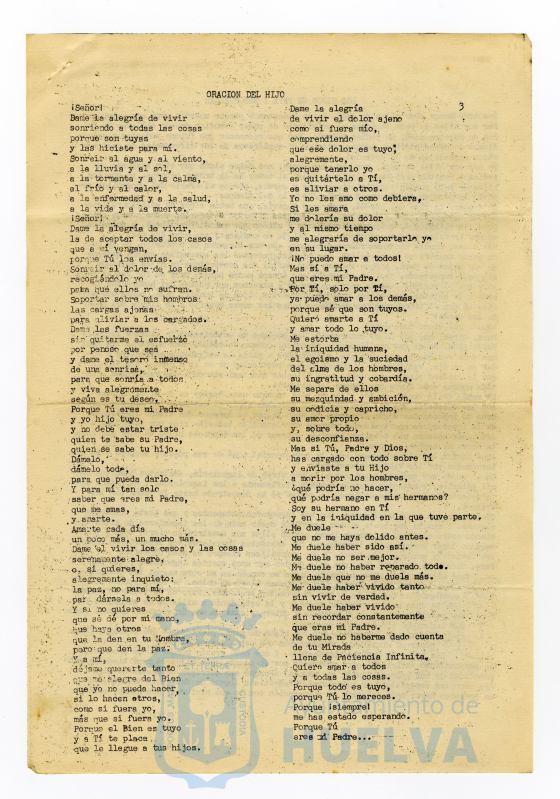 ORACION DEL HIJO
3
¡Señor!
Dame la alegría de vivir
sonriendo a todas las cosas
porque son tuyas
y las hiciste para mí.
Sonreir al agua y al viento,
a la lluvia y al sol,
a la tormenta y a la calma,
al frío y al calor,
a la enfermedad y a la salud,
a la vida y a la muerte.
¡Señor!
Dame la alegría de vivir,
la de aceptar todos los casos
que a mí vengan,
porque Tú los envías.
Sonreir al dolor de los demás,
recogiéndolo yo
para que ellos no sufran.
Soportar sobre mis hombros
las cargas ajenas
para aliviar a los cargados.
Dame las fuerzas
sin quitarme el esfuerzo
por penoso que sea
y dame el tesoro inmenso
de una sonrisa,
para que sonría a todos
y viva alegremente
según es tu deseo.
Porque Tú eres mi Padre
y yo hijo tuyo,
y no debe estar triste
quien te sabe su Padre,
quien se sabe tu hijo.
Dámelo,
dámelo todo,
para que pueda darlo.
Y para mí tan solo
saber que eres mi Padre,
que me amas,
y amarte.
Amarte cada día
un poco más, un mucho más.
Dame el vivir los casos y las cosas
serenamente alegre,
o, si quieres,
alegremente inquieto:
la paz, no para mí,
para dársela a todos.
Y si no quieres
que sé dé por mi mano,
que haya otros
que la den en tu Nombre,
pero que den la paz.
Y a mí,
déjame quererte tanto
que me alegre del Bien
que yo no pueda hacer,
si lo hacen otros,
como si fuera yo,
más que si fuera yo.
Porque el Bien es tuyo
y a Tí te place
que le llegue a tus hijos.
Dame la alegría
de vivir el dolor ajeno
como si fuera mío,
comprendiendo
que ese dolor es tuyo,
alegremente,
porque tenerlo yo
es quitártelo a Tí,
es aliviar a otros.
Yo no les amo como debiera,
Si les amara
me dolería su dolor
y al mismo tiempo
me alegraría de soportarlo yo
en su lugar.
¡No puedo amar a todos!
Mas sí a Tí,
que eres mi Padre.
Por Tí, solo por Tí,
ya puedo amar a los demás,
porque sé que son tuyos.
Quiero amarte a Tí
y amar todo lo tuyo.
Me estorba
la iniquidad humana,
el egoismo y la suciedad
del alma de los hombres,
su ingratitud y cobardía.
Me separa de ellos
su mezquindad y ambición,
su codicia y capricho,
su amor propio
y, sobre todo,
su desconfianza.
Mas si Tú, Padre y Dios,
has cargado con todo sobre Tí
y enviaste a tu Hijo
a morir por los hombres,
¿qué podría no hacer,
qué podría negar a mis hermanos?
Soy su hermano en Tí
y en la iniquidad en la que tuve parte.
Me duele
que no me haya dolido antes.
Me duele haber sido así.
Me duele no ser mejor.
Me duele no haber reparado todo.
Me duele que no me duela más.
Me duele haber vivido tanto
sin vivir de verdad.
Me duele haber vivido
sin recordar constantemente
que eras mi Padre.
Me duele no haberme dado cuenta
de tu Mirada
llena de Paciencia Infinita.
Quiero amar a todos
y a todas las cosas.
Porque todo es tuyo,
porque Tú lo mereces.
Porque ¡siempre!
me has estado esperando.
Porque Tú
eres mi Padre...
Ayuntamiento de
HUELVA